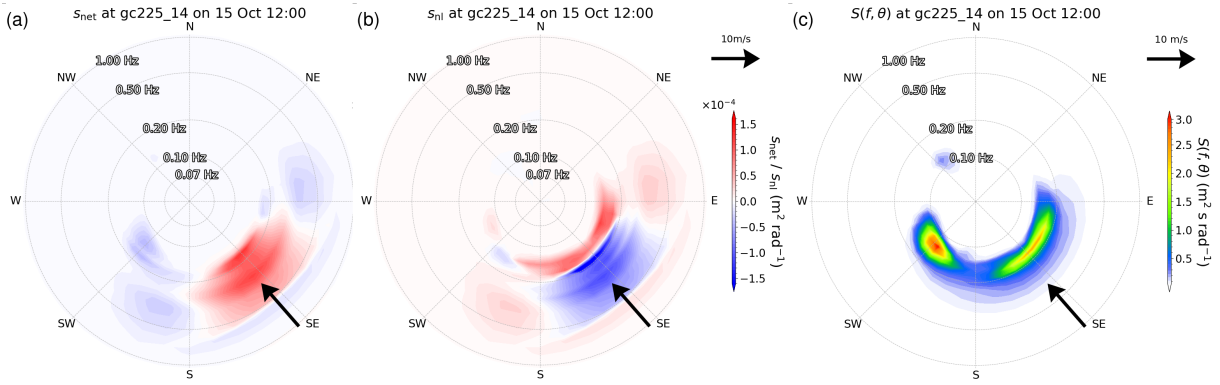 (a)
s_net at gc225_14 on 15 Oct 12:00
N
NE
SE
S
SW
W
NW
1.00 Hz
0.50 Hz
0.20 Hz
0.10 Hz
0.07 Hz
(b)
s_nl at gc225_14 on 15 Oct 12:00
N
NE
E
SE
S
SW
W
NW
1.00 Hz
0.50 Hz
0.20 Hz
0.10 Hz
0.07 Hz
10m/s
×10⁻⁴
1.5
1.0
0.5
0.0
−0.5
−1.0
−1.5
s_net / s_nl (m² rad⁻¹)
(c)
S(f, θ) at gc225_14 on 15 Oct 12:00
N
NE
E
SE
S
SW
W
NW
1.00 Hz
0.50 Hz
0.20 Hz
0.10 Hz
10 m/s
3.0
2.5
2.0
1.5
1.0
0.5
S(f, θ) (m² s rad⁻¹)